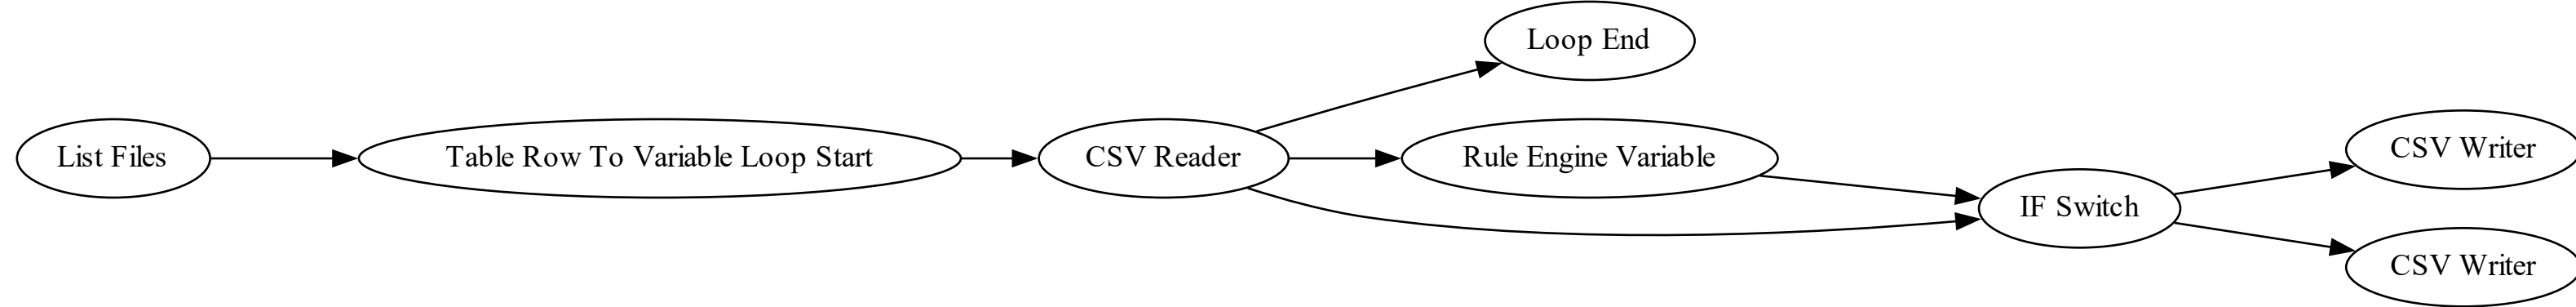 Loop End
List Files
Table Row To Variable Loop Start
CSV Reader
Rule Engine Variable
IF Switch
CSV Writer
CSV Writer